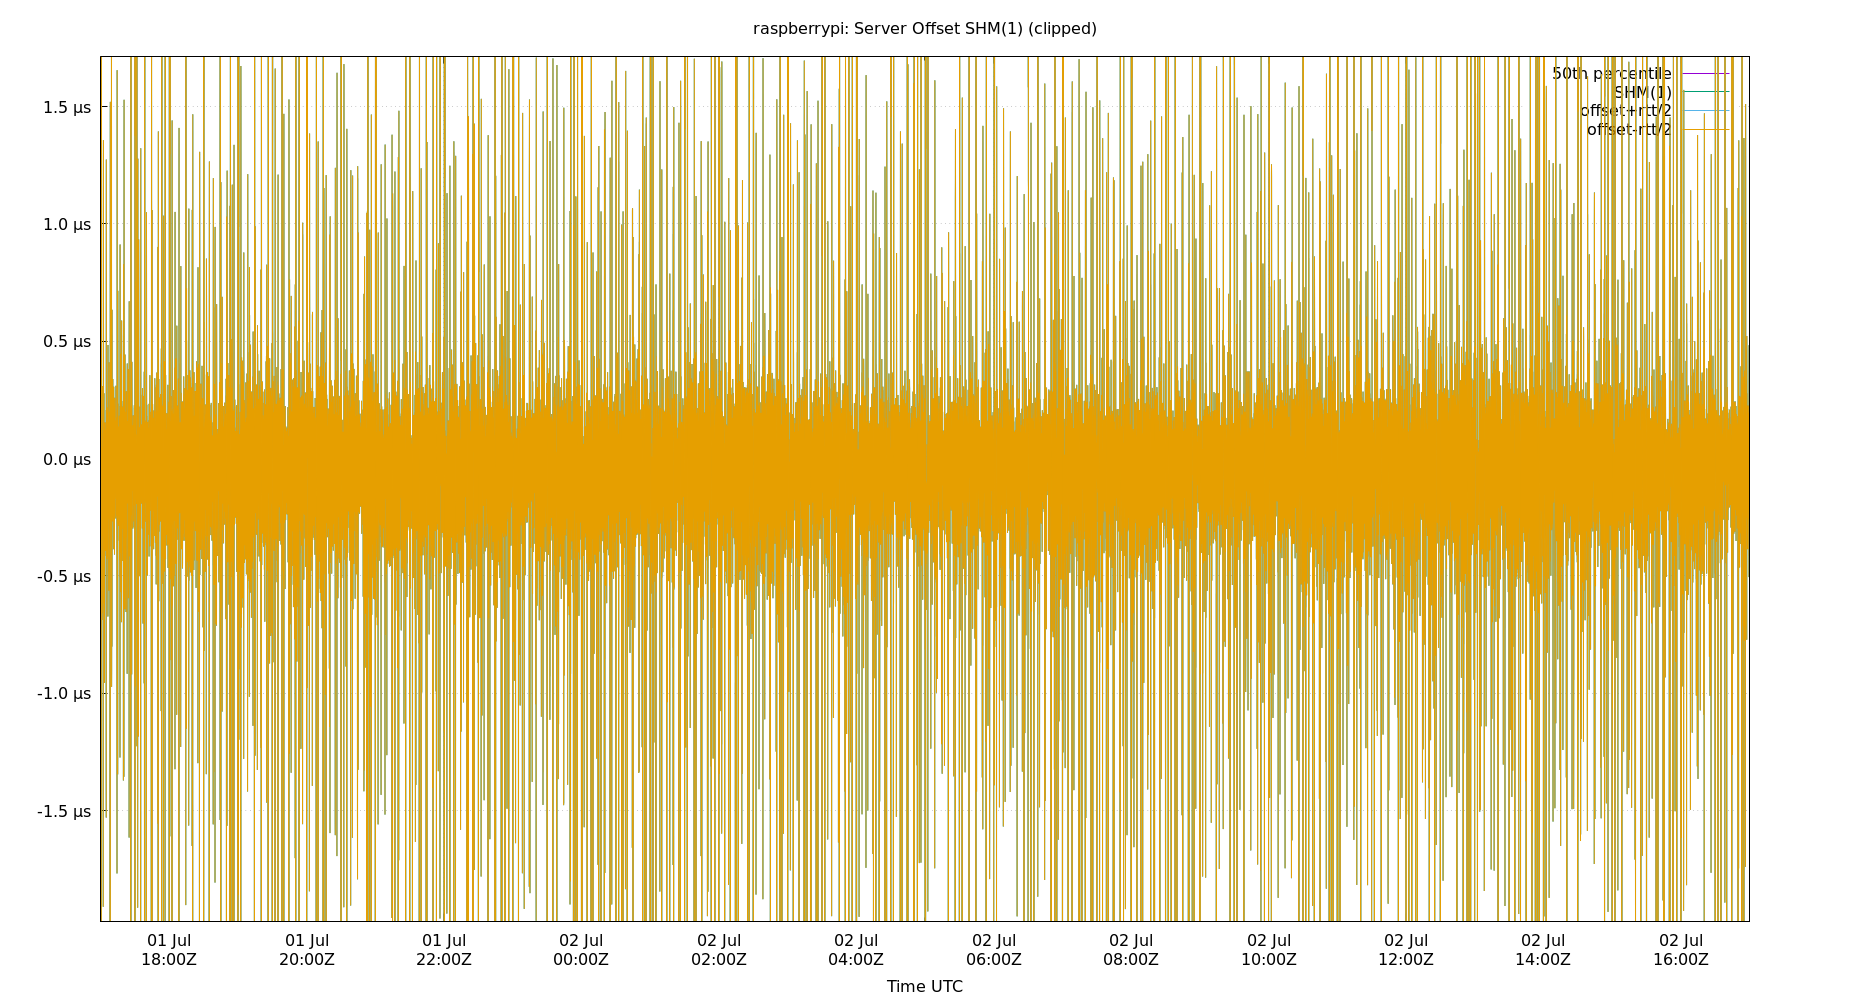 raspberrypi: Server Offset SHM(1) (clipped)
50th percentile
SHM(1)
offset+rtt/2
offset-rtt/2
1.5 µs
1.0 µs
0.5 µs
0.0 µs
-0.5 µs
-1.0 µs
-1.5 µs
01 Jul 01 Jul 01 Jul 02 Jul 02 Jul 02 Jul 02 Jul 02 Jul 02 Jul 02 Jul 02 Jul 02 Jul
18:00Z 20:00Z 22:00Z 00:00Z 02:00Z 04:00Z 06:00Z 08:00Z 10:00Z 12:00Z 14:00Z 16:00Z
Time UTC